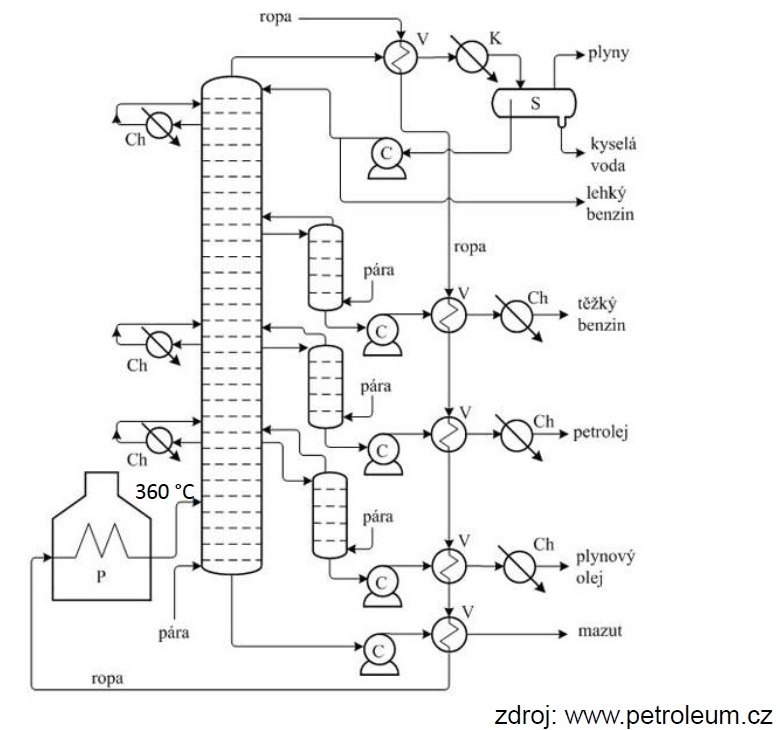 ropa
V
K
plyny
S
Ch
C
kyselá
voda
lehký
benzin
ropa
pára
V
Ch
těžký
benzin
C
Ch
pára
V
Ch
petrolej
C
Ch
360 °C
pára
V
Ch
plynový
olej
P
C
V
mazut
pára
C
ropa
zdroj: www.petroleum.cz